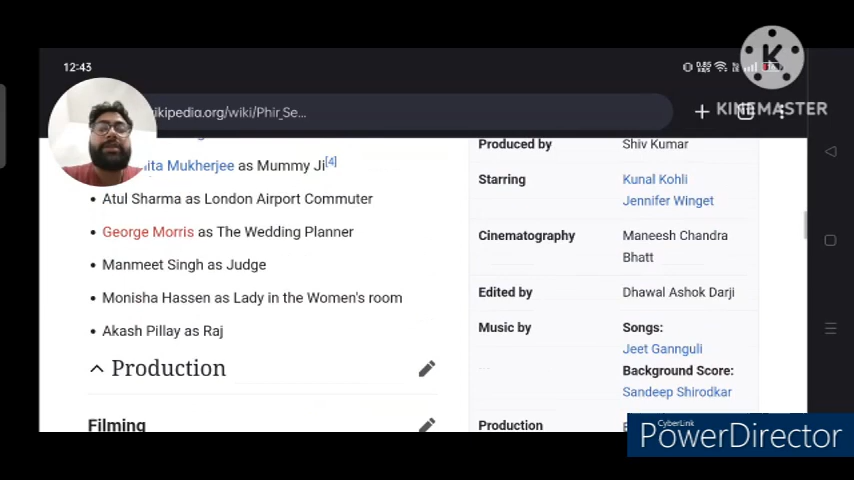 12:43
KINEMASTER
ikipedia.org/wiki/Phir_Se...
ita Mukherjee as Mummy Ji[4]
• Atul Sharma as London Airport Commuter
• George Morris as The Wedding Planner
• Manmeet Singh as Judge
• Monisha Hassen as Lady in the Women's room
• Akash Pillay as Raj
Production
Filming
Produced by Shiv Kumar
Starring Kunal Kohli
Jennifer Winget
Cinematography Maneesh Chandra
Bhatt
Edited by Dhawal Ashok Darji
Music by Songs:
Jeet Gannguli
Background Score:
Sandeep Shirodkar
Production
CyberLink
PowerDirector